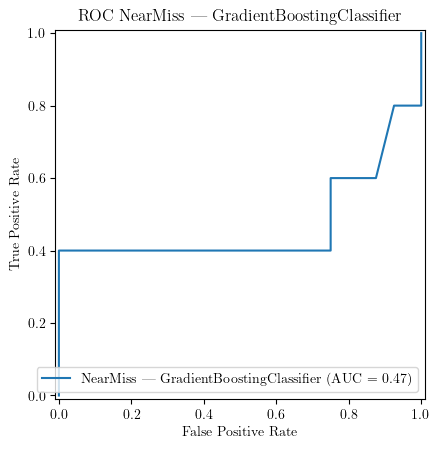 ROC NearMiss — GradientBoostingClassifier
1.0
0.8
0.6
0.4
0.2
0.0
True Positive Rate
NearMiss — GradientBoostingClassifier (AUC = 0.47)
0.0 0.2 0.4 0.6 0.8 1.0
False Positive Rate